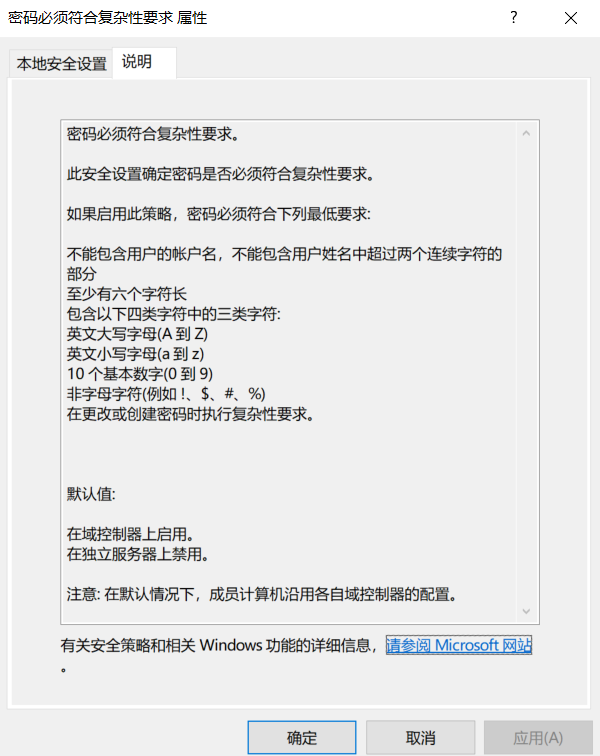 密码必须符合复杂性要求 属性
?
本地安全设置
说明
密码必须符合复杂性要求。
此安全设置确定密码是否必须符合复杂性要求。
如果启用此策略，密码必须符合下列最低要求:
不能包含用户的帐户名，不能包含用户姓名中超过两个连续字符的
部分
至少有六个字符长
包含以下四类字符中的三类字符:
英文大写字母(A 到 Z)
英文小写字母(a 到 z)
10 个基本数字(0 到 9)
非字母字符(例如 !、$、#、%)
在更改或创建密码时执行复杂性要求。
默认值:
在域控制器上启用。
在独立服务器上禁用。
注意: 在默认情况下，成员计算机沿用各自域控制器的配置。
有关安全策略和相关 Windows 功能的详细信息，请参阅 Microsoft 网站
。
确定
取消
应用(A)